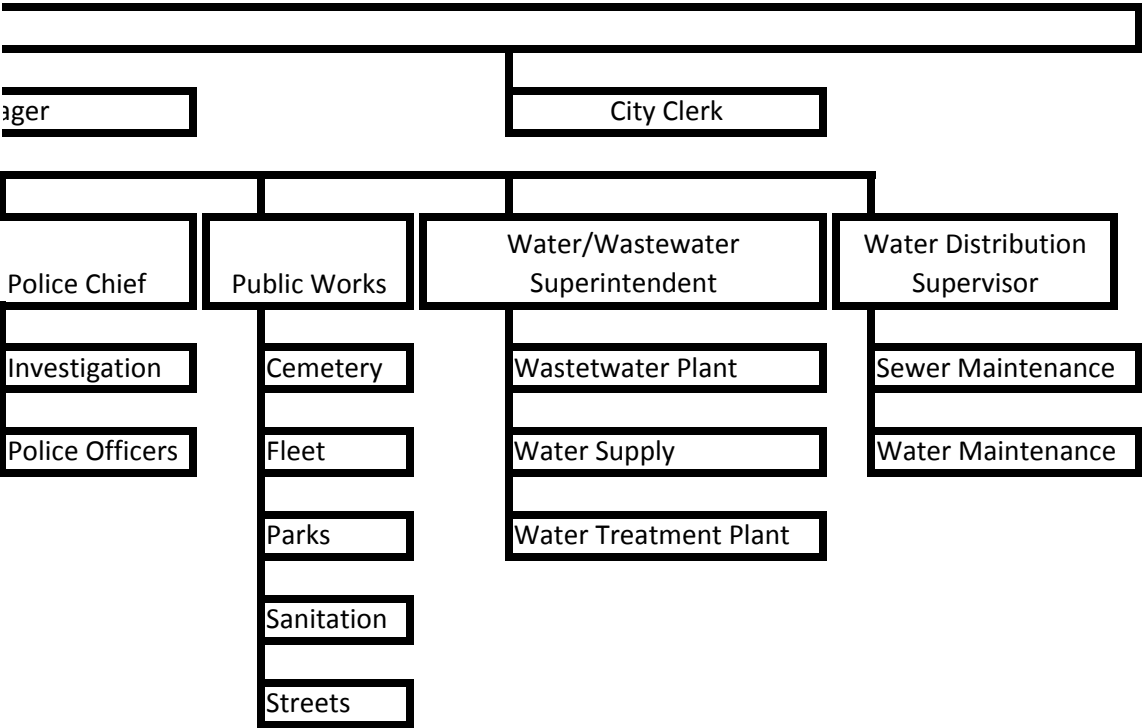 ager
City Clerk
Police Chief
Public Works
Water/Wastewater
Superintendent
Water Distribution
Supervisor
Investigation
Cemetery
Wastetwater Plant
Sewer Maintenance
Police Officers
Fleet
Water Supply
Water Maintenance
Parks
Water Treatment Plant
Sanitation
Streets